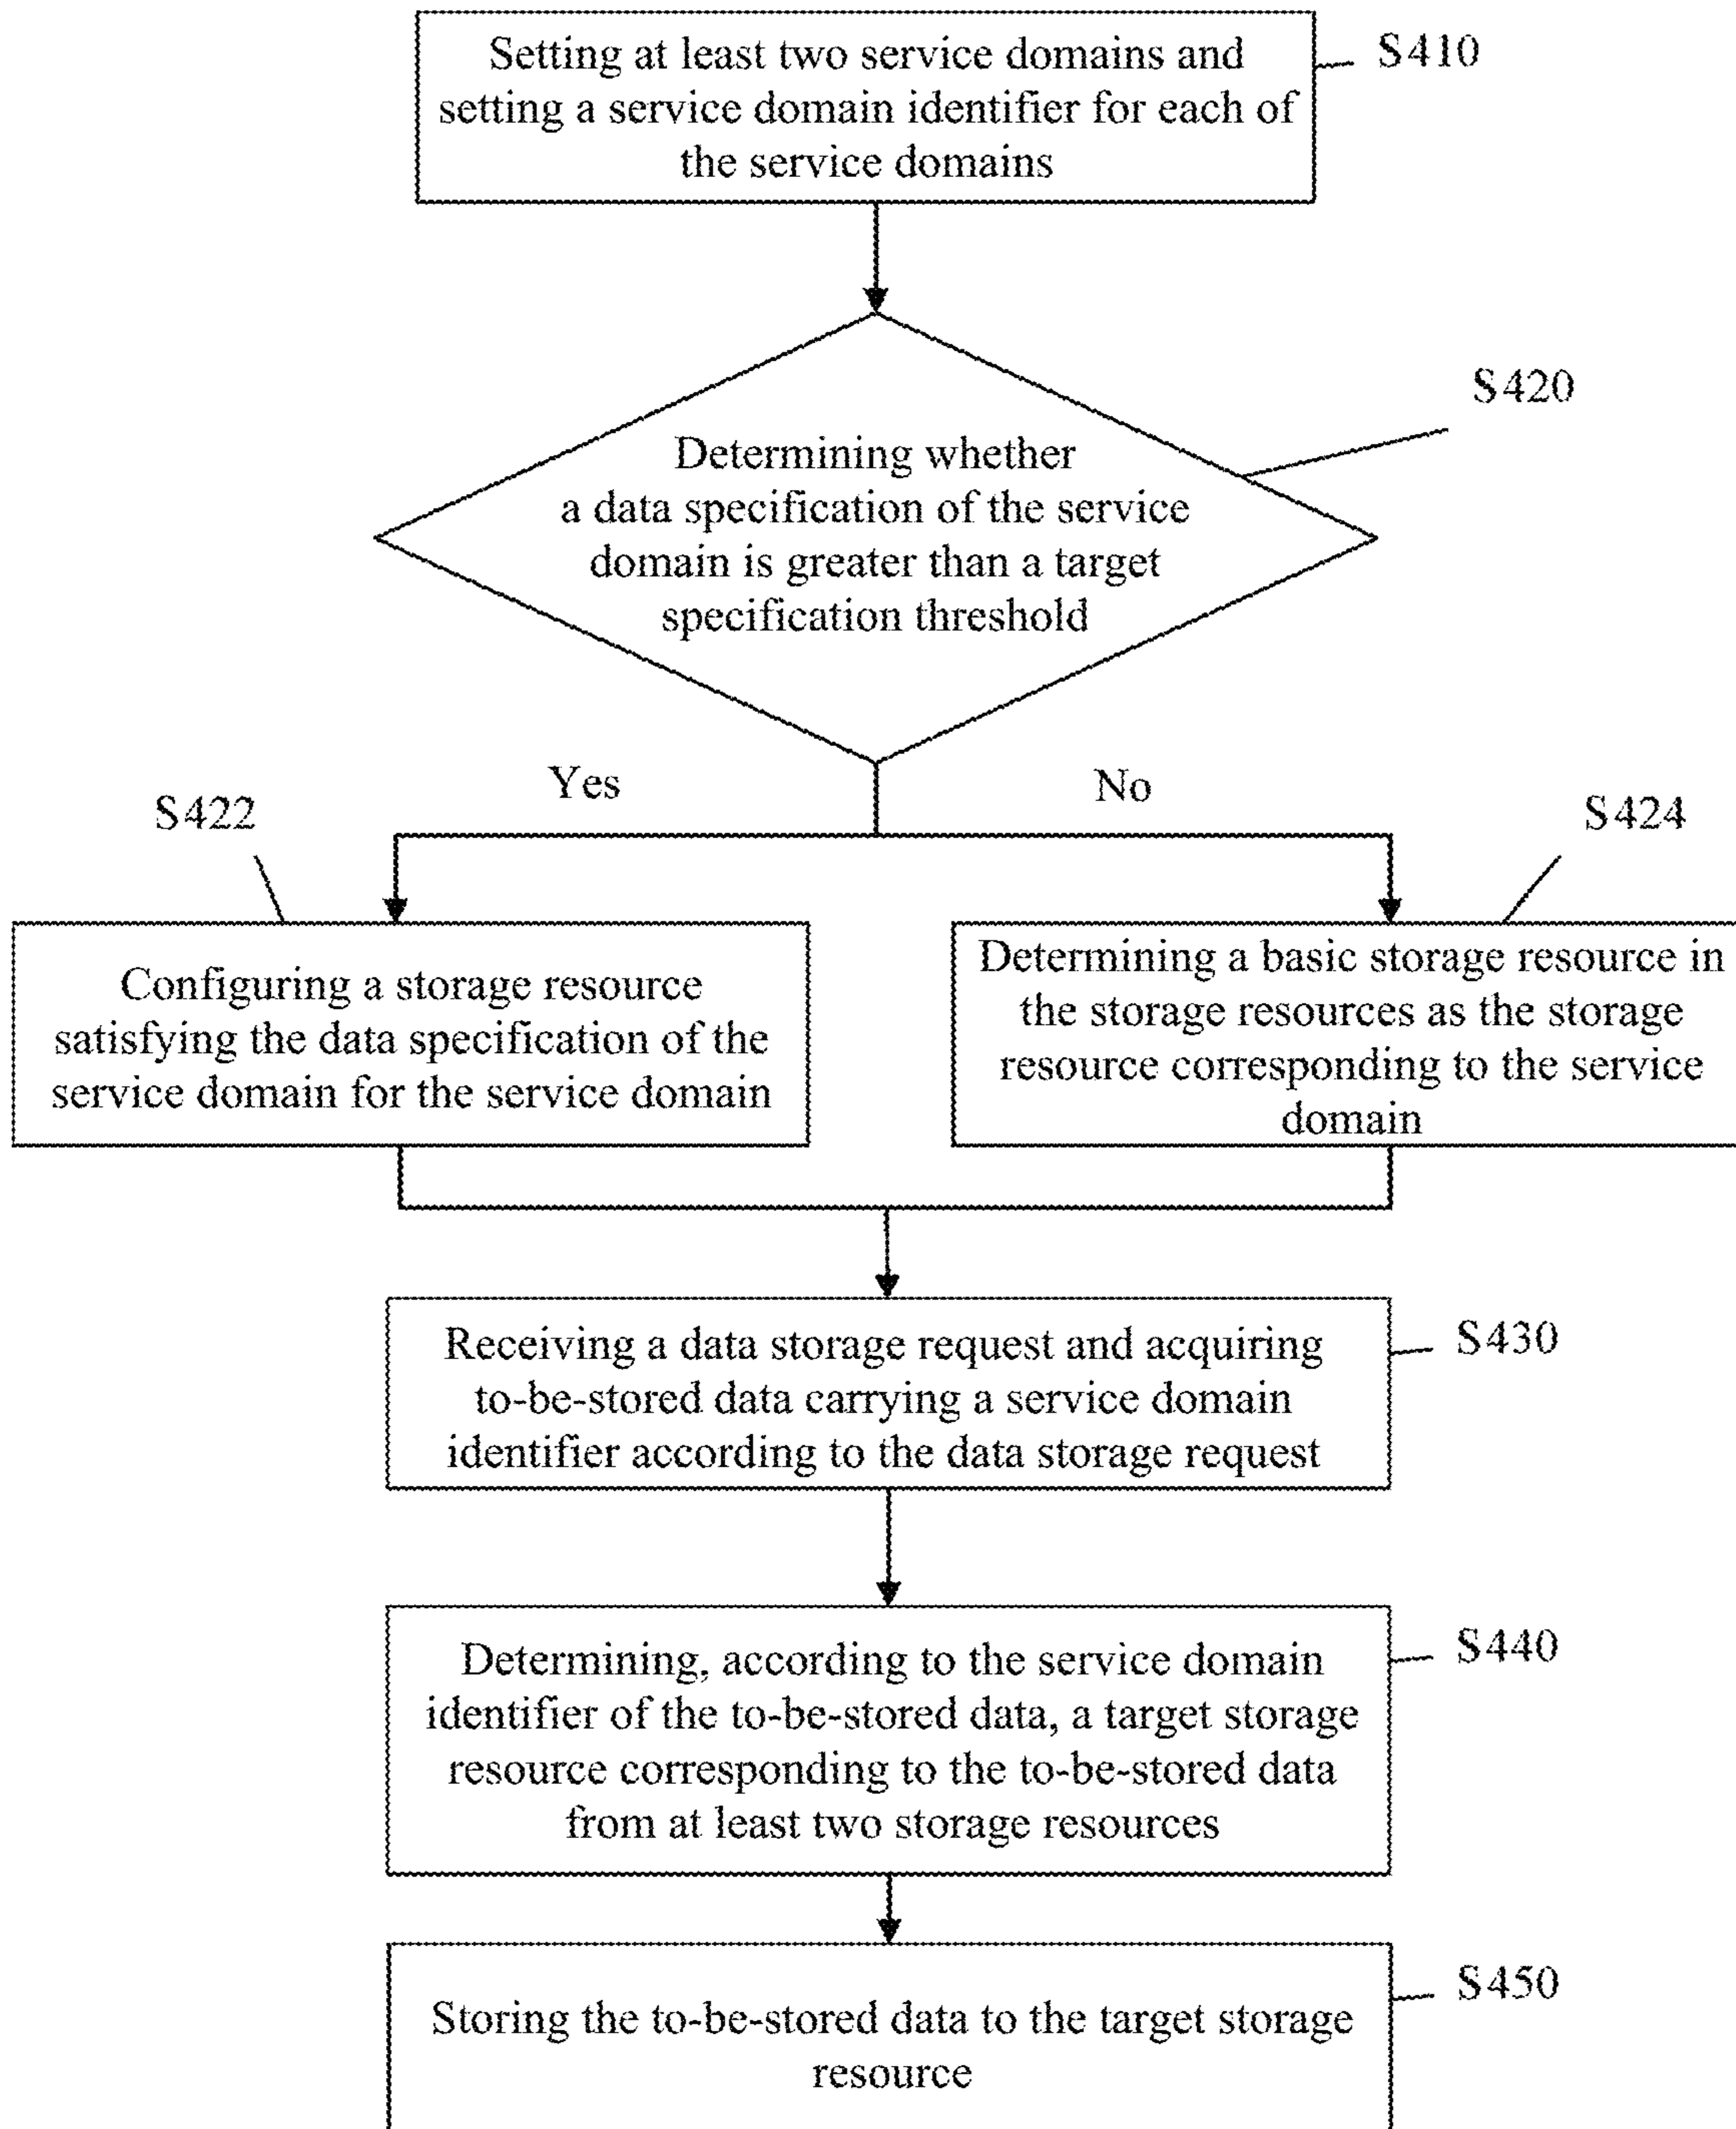 Setting at least two service domains and
setting a service domain identifier for each of
the service domains
S410
Determining whether
a data specification of the service
domain is greater than a target
specification threshold
S420
Yes
No
S422
S424
Configuring a storage resource
satisfying the data specification of the
service domain for the service domain
Determining a basic storage resource in
the storage resources as the storage
resource corresponding to the service
domain
Receiving a data storage request and acquiring
to-be-stored data carrying a service domain
identifier according to the data storage request
S430
Determining, according to the service domain
identifier of the to-be-stored data, a target storage
resource corresponding to the to-be-stored data
from at least two storage resources
S440
Storing the to-be-stored data to the target storage
resource
S450